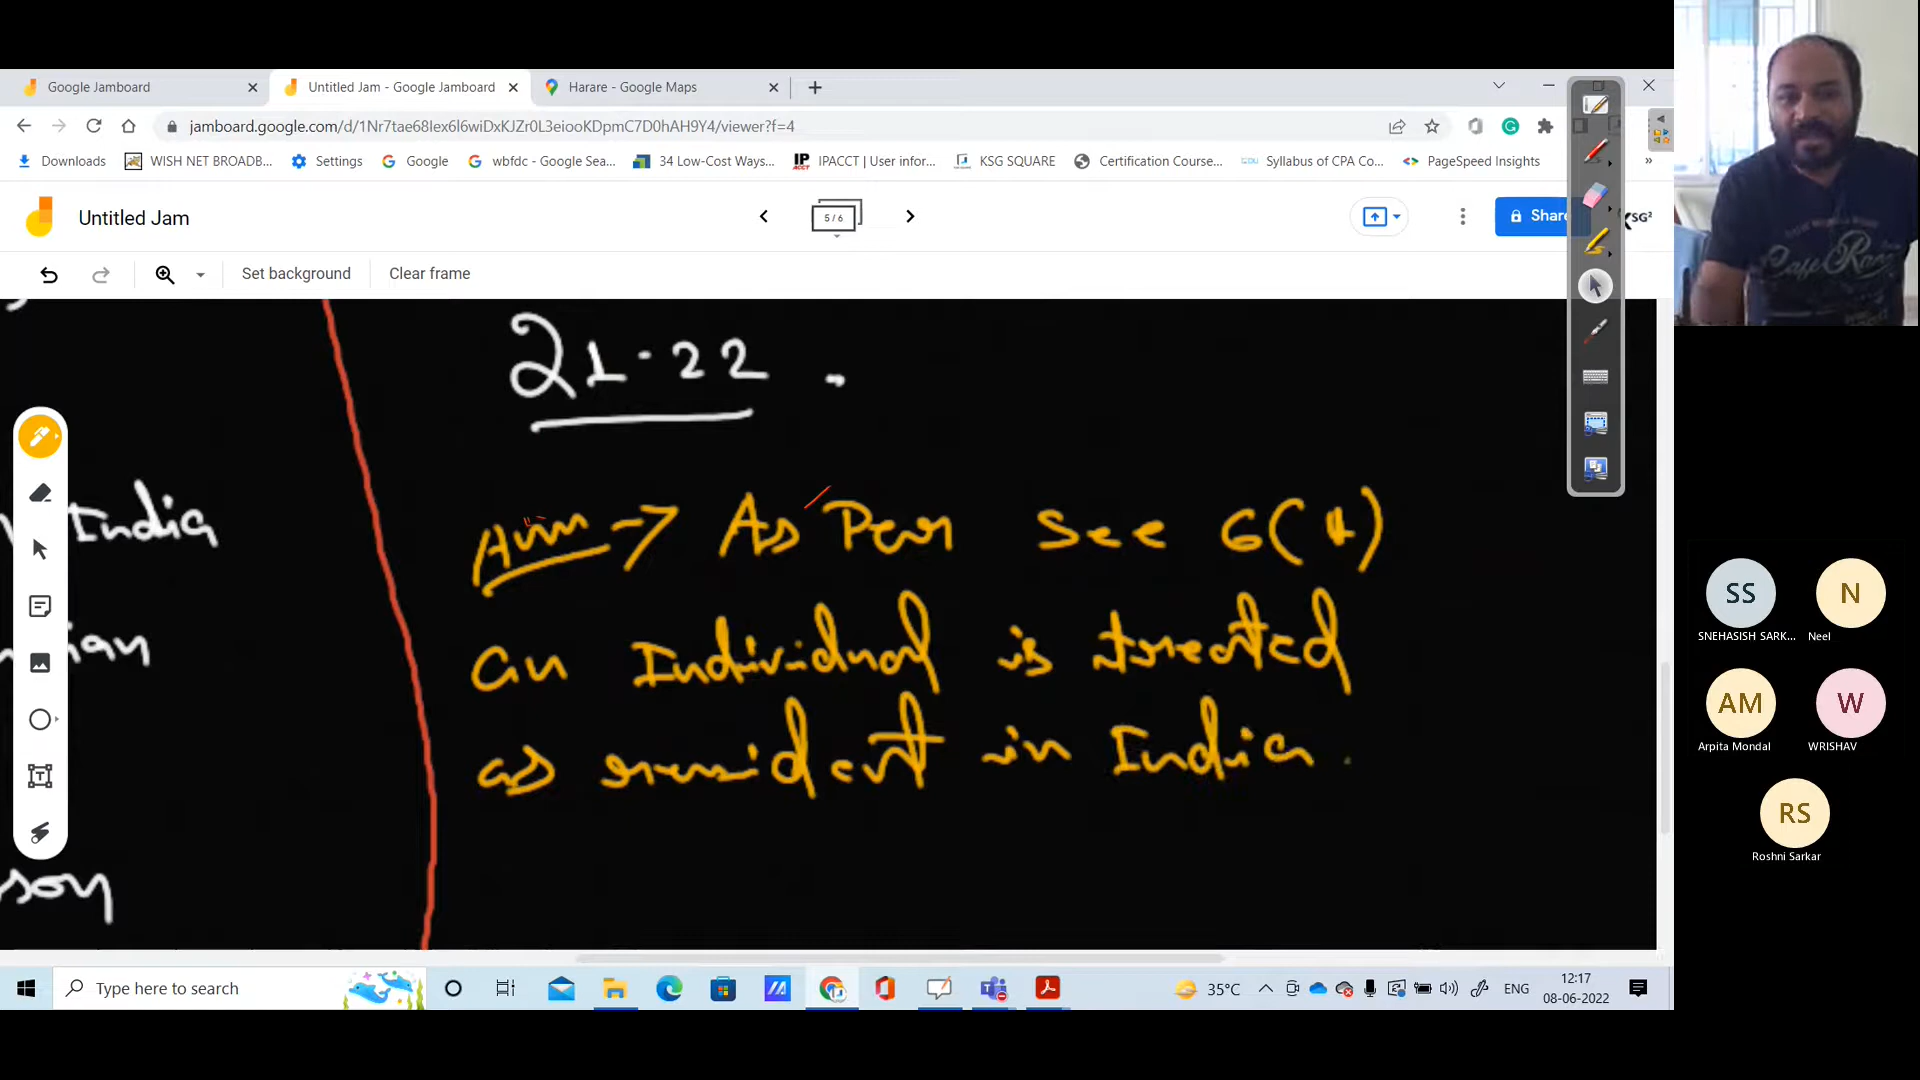 Google Jamboard
Untitled Jam - Google Jamboard
Harare - Google Maps
jamboard.google.com/d/1Nr7tae68Iex6l6wiDxKJZr0L3eiooKDpmC7D0hAH9Y4/viewer?f=4
Downloads
WISH NET BROADB...
Settings
Google
wbfdc - Google Sea...
34 Low-Cost Ways...
IPACCT | User infor...
KSG SQUARE
Certification Course...
Syllabus of CPA Co...
PageSpeed Insights
Untitled Jam
5 / 6
Share
KSG²
Set background
Clear frame
21-22 .
India
Ans → As Per Sec 6(1)
an Individual is treated
as resident in India .
SS
SNEHASISH SARK...
N
Neel
AM
Arpita Mondal
W
WRISHAV
RS
Roshni Sarkar
Type here to search
35°C
ENG
12:17
08-06-2022